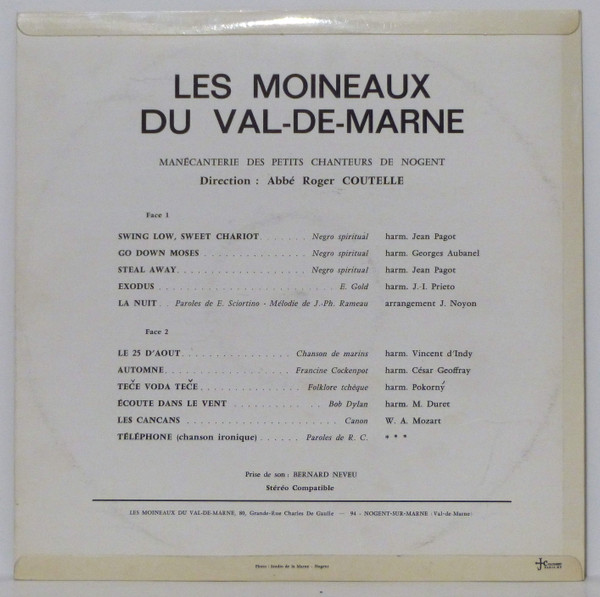 LES MOINEAUX
DU VAL-DE-MARNE
MANÉCANTERIE DES PETITS CHANTEURS DE NOGENT
Direction : Abbé Roger COUTELLE
Face 1
SWING LOW, SWEET CHARIOT. . . . . . . Negro spiritual harm. Jean Pagot
GO DOWN MOSES . . . . . . . . . . . . . . Negro spiritual harm. Georges Aubanel
STEAL AWAY. . . . . . . . . . . . . . . . . Negro spiritual harm. Jean Pagot
EXODUS . . . . . . . . . . . . . . . . . . . . . . . E. Gold harm. J.-I. Prieto
LA NUIT . . Paroles de E. Sciortino - Mélodie de J.-Ph. Rameau arrangement J. Noyon
Face 2
LE 25 D'AOUT. . . . . . . . . . . . . . Chanson de marins harm. Vincent d'Indy
AUTOMNE. . . . . . . . . . . . . . . . Francine Cockenpot harm. César Geoffray
TEČE VODA TEČE. . . . . . . . . . . . . Folklore tchèque harm. Pokorný
ÉCOUTE DANS LE VENT . . . . . . . . . . . Bob Dylan harm. M. Duret
LES CANCANS . . . . . . . . . . . . . . . . . . . Canon W. A. Mozart
TÉLÉPHONE (chanson ironique) . . . . . . Paroles de R. C. * * *
Prise de son : BERNARD NEVEU
Stéréo Compatible
LES MOINEAUX DU VAL-DE-MARNE, 80, Grande-Rue Charles De Gaulle — 94 - NOGENT-SUR-MARNE (Val-de-Marne)